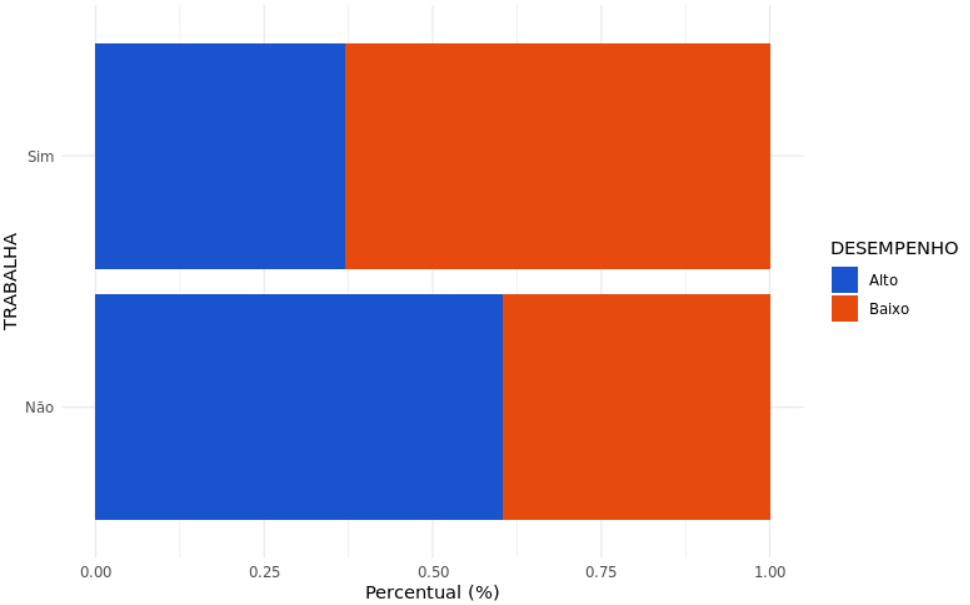 TRABALHA
Sim
Não
0.00
0.25
0.50
0.75
1.00
Percentual (%)
DESEMPENHO
Alto
Baixo